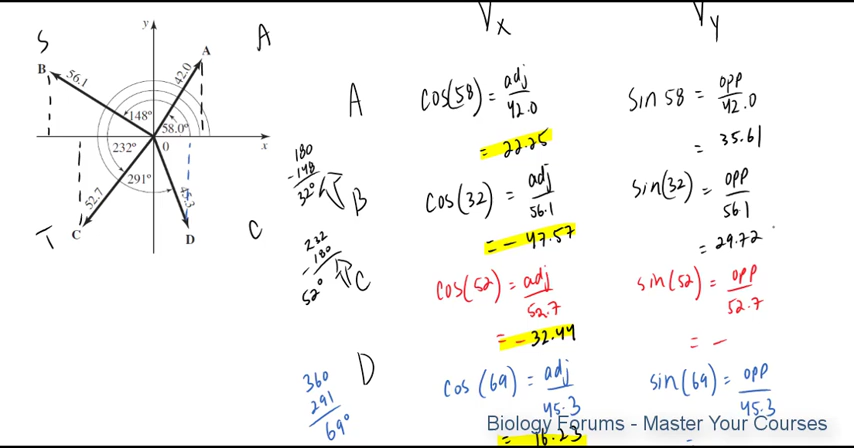 Vx Vy
S A
y
A
B
56.1
42.0
148°
58.0°
0
x
232°
291°
52.7
C
D
T C
A cos(58) = adj/42.0 sin 58 = opp/42.0
= 22.25 = 35.61
180
-148
32° B cos(32) = adj/56.1 sin(32) = opp/56.1
= - 47.57 = 29.72
232
- 180
52° C cos(52) = adj/52.7 sin(52) = opp/52.7
= - 32.44 = -
360
291
69° D cos(69) = adj/45.3 sin(69) = opp/45.3
= 16.23 =
Biology Forums - Master Your Courses